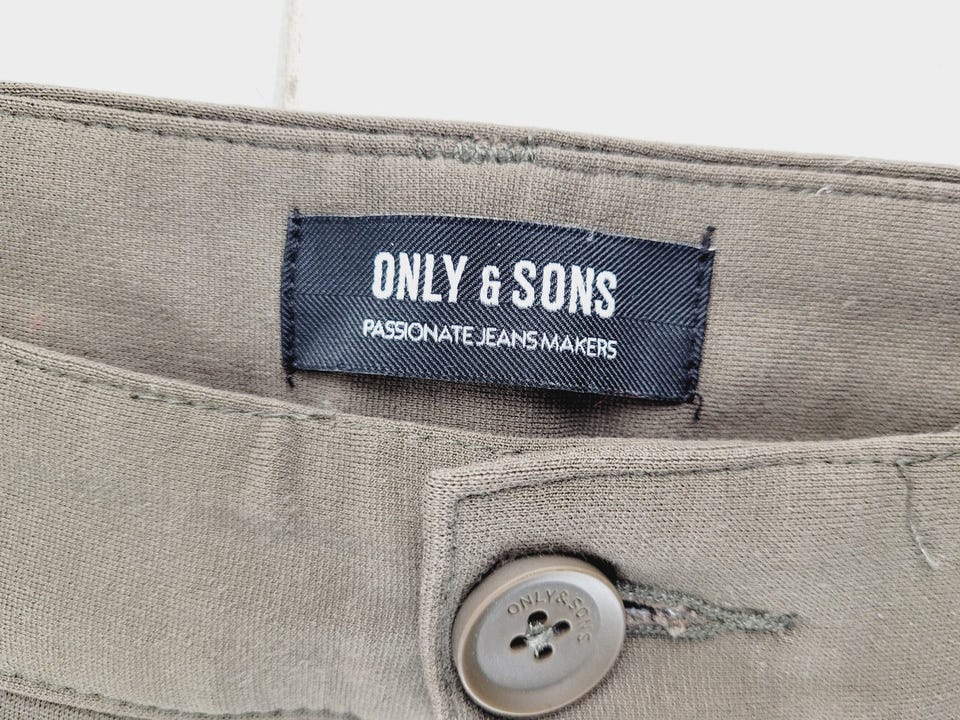 ONLY & SONS
PASSIONATE JEANS MAKERS
ONLY&SONS